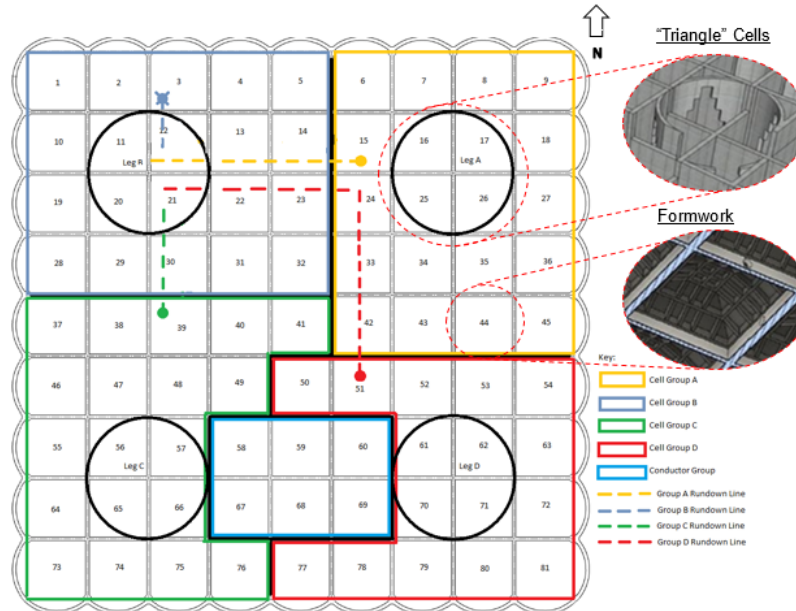 "Triangle" Cells
N
1 2 3 4 5 6 7 8 9
10 11 12 13 14 15 16 17 18
Leg R Leg A
19 20 21 22 23 24 25 26 27
Formwork
28 29 30 31 32 33 34 35 36
37 38 39 40 41 42 43 44 45
Key:
46 47 48 49 50 51 52 53 54
Cell Group A
Cell Group B
55 56 57 58 59 60 61 62 63
Cell Group C
Leg C Leg D
Cell Group D
64 65 66 67 68 69 70 71 72
Conductor Group
Group A Rundown Line
Group B Rundown Line
73 74 75 76 77 78 79 80 81
Group C Rundown Line
Group D Rundown Line